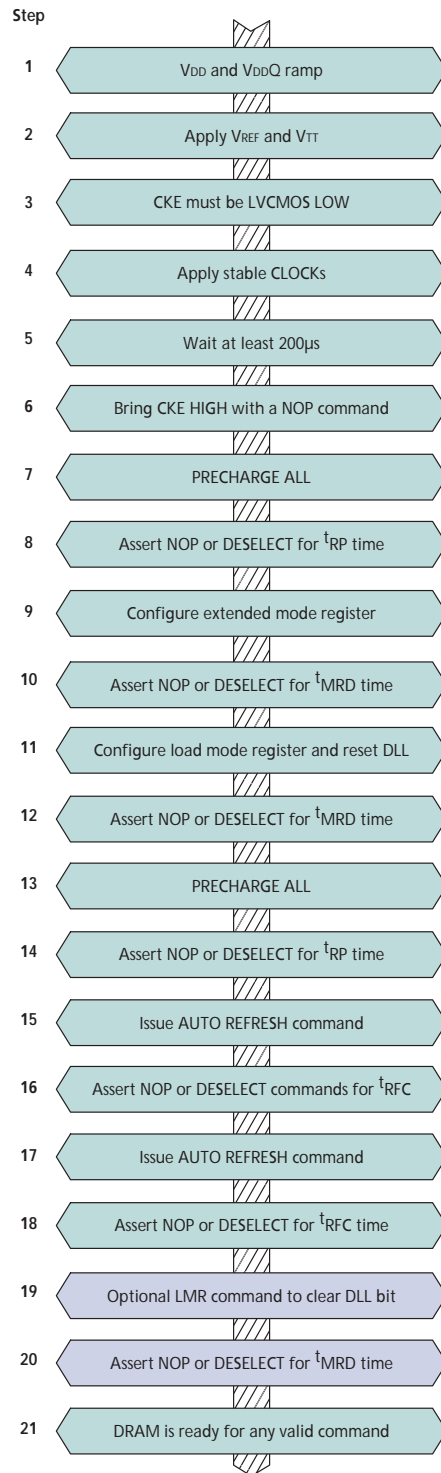 Step
1 VDD and VDDQ ramp
2 Apply VREF and VTT
3 CKE must be LVCMOS LOW
4 Apply stable CLOCKs
5 Wait at least 200µs
6 Bring CKE HIGH with a NOP command
7 PRECHARGE ALL
8 Assert NOP or DESELECT for tRP time
9 Configure extended mode register
10 Assert NOP or DESELECT for tMRD time
11 Configure load mode register and reset DLL
12 Assert NOP or DESELECT for tMRD time
13 PRECHARGE ALL
14 Assert NOP or DESELECT for tRP time
15 Issue AUTO REFRESH command
16 Assert NOP or DESELECT commands for tRFC
17 Issue AUTO REFRESH command
18 Assert NOP or DESELECT for tRFC time
19 Optional LMR command to clear DLL bit
20 Assert NOP or DESELECT for tMRD time
21 DRAM is ready for any valid command